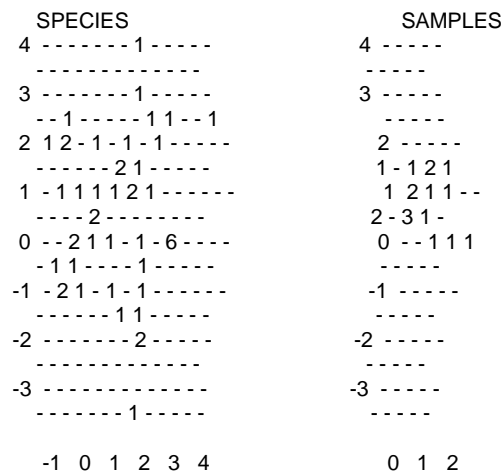 SPECIES SAMPLES
4 - - - - - - - 1 - - - - - 4 - - - - -
- - - - - - - - - - - - - - - - - -
3 - - - - - - - 1 - - - - - 3 - - - - -
- - 1 - - - - - 1 1 - - 1 - - - - -
2 1 2 - 1 - 1 - 1 - - - - - 2 - - - - -
- - - - - - 2 1 - - - - - 1 - 1 2 1
1 - 1 1 1 1 2 1 - - - - - - 1 2 1 1 - -
- - - - 2 - - - - - - - - 2 - 3 1 -
0 - - 2 1 1 - 1 - 6 - - - - 0 - - 1 1 1
- 1 1 - - - - 1 - - - - - - - - - -
-1 - 2 1 - 1 - 1 - - - - - - -1 - - - - -
- - - - - - 1 1 - - - - - - - - - -
-2 - - - - - - - 2 - - - - - -2 - - - - -
- - - - - - - - - - - - - - - - - -
-3 - - - - - - - - - - - - - -3 - - - - -
- - - - - - - 1 - - - - - - - - - -
-1 0 1 2 3 4 0 1 2